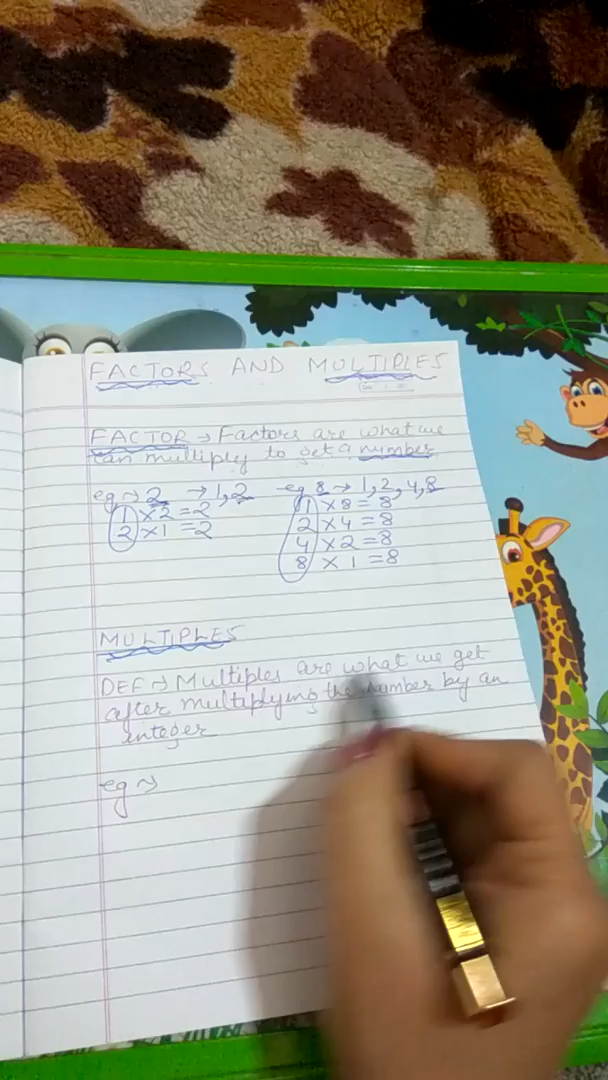 FACTORS AND MULTIPLES
FACTOR → Factors are what we
can multiply to get a number
eg → 2 → 1,2
1 × 2 = 2
2 × 1 = 2
eg 8 → 1,2,4,8
1 × 8 = 8
2 × 4 = 8
4 × 2 = 8
8 × 1 = 8
MULTIPLES
DEF → Multiples are what we get
after multiplying the number by an
integer
eg →